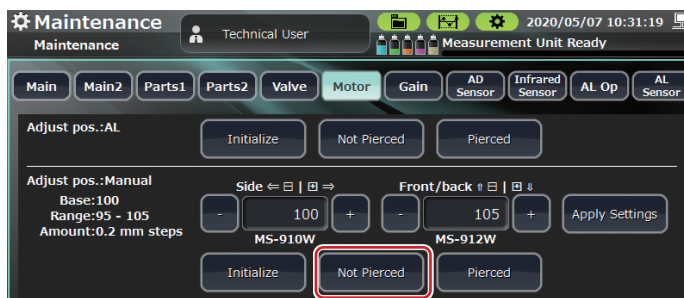 Maintenance
Technical User
2020/05/07 10:31:19
Maintenance
Measurement Unit Ready
Main Main2 Parts1 Parts2 Valve Motor Gain AD Sensor Infrared Sensor AL Op AL Sensor
Adjust pos.:AL
Initialize Not Pierced Pierced
Adjust pos.:Manual
Base:100
Range:95 - 105
Amount:0.2 mm steps
Side ⇐ ⊟ | ⊞ ⇒ Front/back ⇑ ⊟ | ⊞ ⇓
- 100 + - 105 + Apply Settings
MS-910W MS-912W
Initialize Not Pierced Pierced